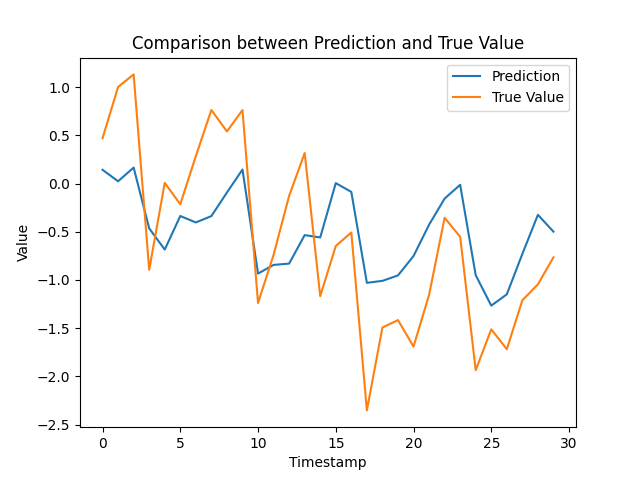 Comparison between Prediction and True Value
Prediction
True Value
1.0
0.5
0.0
−0.5
−1.0
−1.5
−2.0
−2.5
Value
0 5 10 15 20 25 30
Timestamp